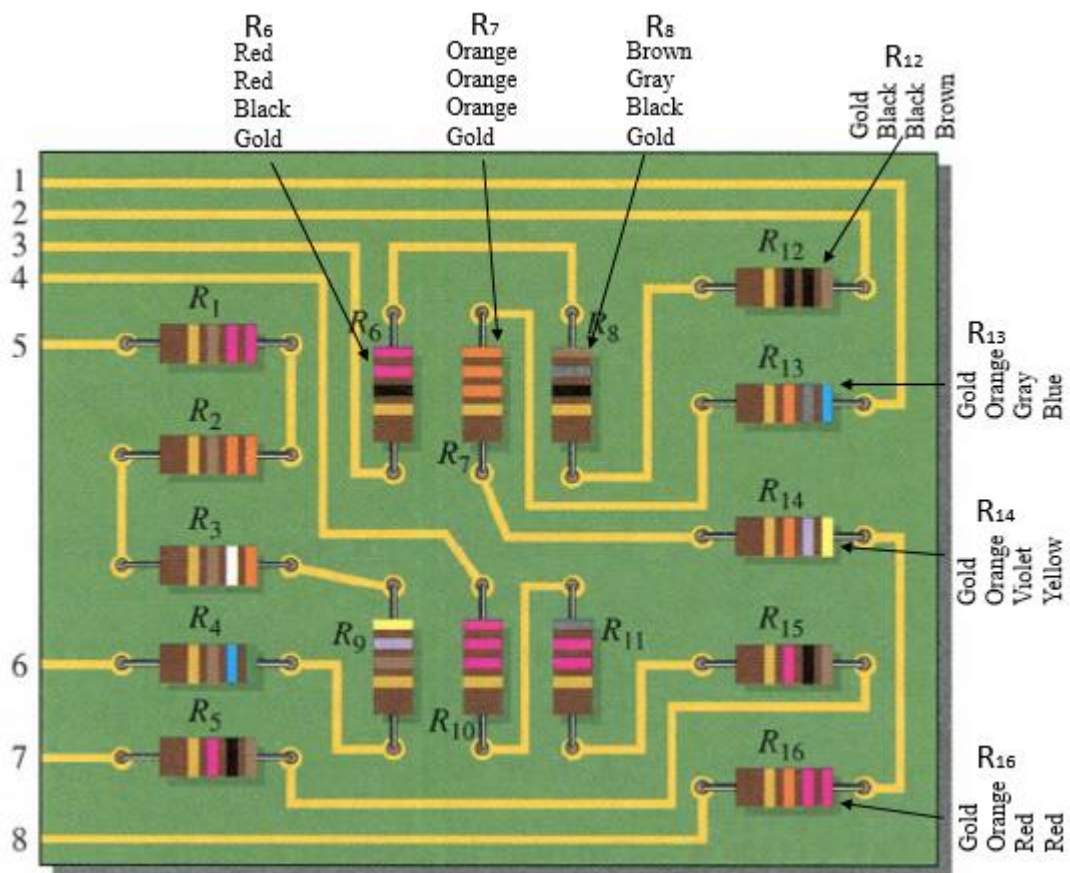 R₆
Red
Red
Black
Gold
R₇
Orange
Orange
Orange
Gold
R₈
Brown
Gray
Black
Gold
R₁₂
Gold
Black
Black
Brown
1
2
3
4
5
6
7
8
R₁
R₂
R₃
R₄
R₅
R₆
R₇
R₈
R₉
R₁₀
R₁₁
R₁₂
R₁₃
R₁₄
R₁₅
R₁₆
R₁₃
Gold
Orange
Gray
Blue
R₁₄
Gold
Orange
Violet
Yellow
R₁₆
Gold
Orange
Red
Red